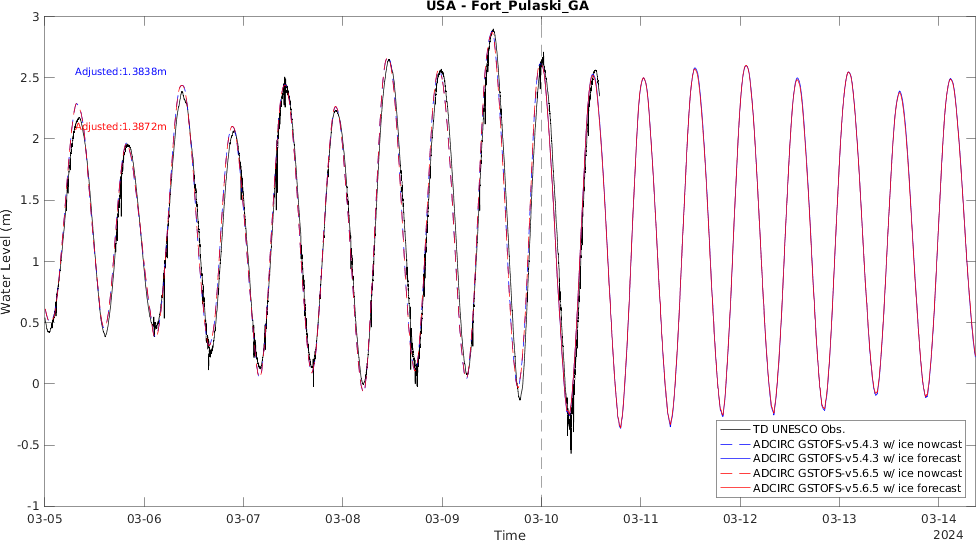 USA - Fort_Pulaski_GA
3
2.5
2
1.5
1
0.5
0
-0.5
-1
Water Level (m)
Adjusted:1.3838m
Adjusted:1.3872m
TD UNESCO Obs.
ADCIRC GSTOFS-v5.4.3 w/ ice nowcast
ADCIRC GSTOFS-v5.4.3 w/ ice forecast
ADCIRC GSTOFS-v5.6.5 w/ ice nowcast
ADCIRC GSTOFS-v5.6.5 w/ ice forecast
03-05 03-06 03-07 03-08 03-09 03-10 03-11 03-12 03-13 03-14
Time
2024